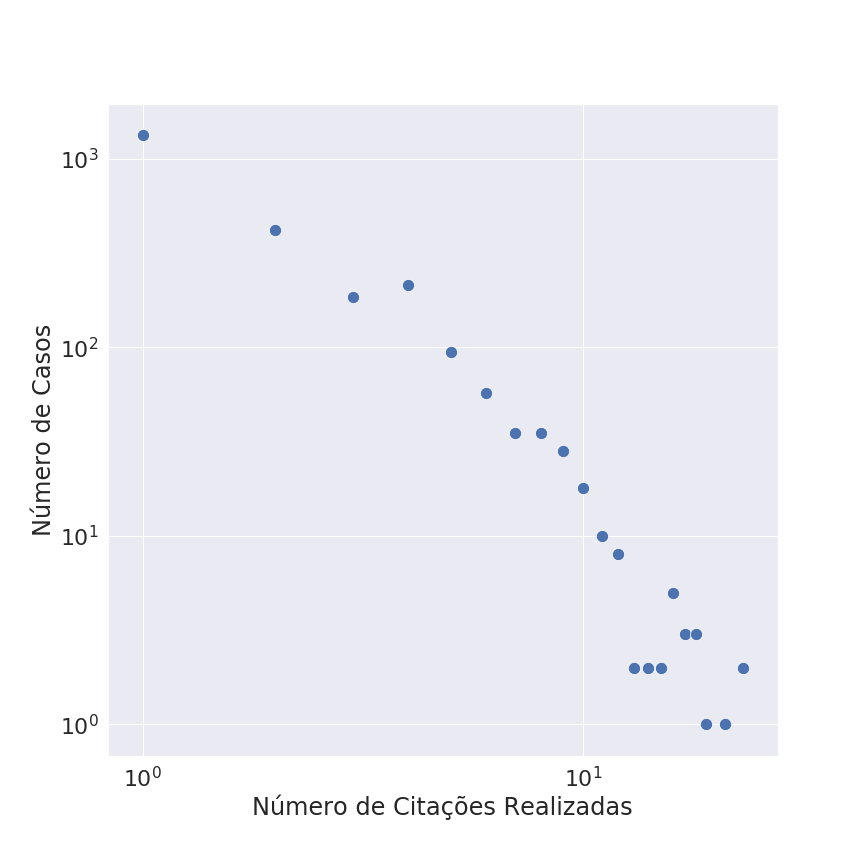 10³
10²
10¹
10⁰
Número de Casos
10⁰ 10¹
Número de Citações Realizadas